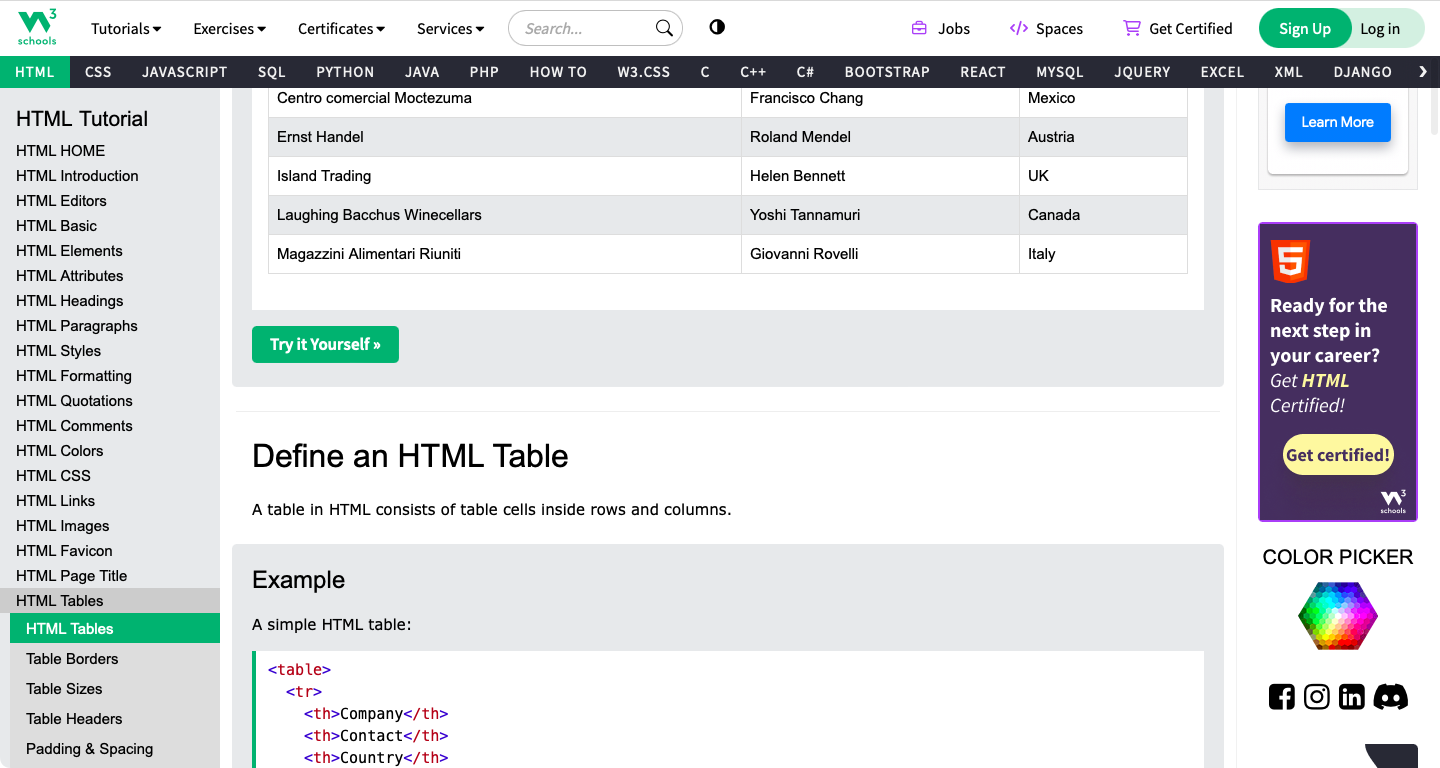 W3
schools
Tutorials
Exercises
Certificates
Services
Search...
Jobs
Spaces
Get Certified
Sign Up
Log in
HTML CSS JAVASCRIPT SQL PYTHON JAVA PHP HOW TO W3.CSS C C++ C# BOOTSTRAP REACT MYSQL JQUERY EXCEL XML DJANGO ❯
HTML Tutorial
HTML HOME
HTML Introduction
HTML Editors
HTML Basic
HTML Elements
HTML Attributes
HTML Headings
HTML Paragraphs
HTML Styles
HTML Formatting
HTML Quotations
HTML Comments
HTML Colors
HTML CSS
HTML Links
HTML Images
HTML Favicon
HTML Page Title
HTML Tables
HTML Tables
Table Borders
Table Sizes
Table Headers
Padding & Spacing
Centro comercial Moctezuma Francisco Chang Mexico
Ernst Handel Roland Mendel Austria
Island Trading Helen Bennett UK
Laughing Bacchus Winecellars Yoshi Tannamuri Canada
Magazzini Alimentari Riuniti Giovanni Rovelli Italy
Try it Yourself »
Define an HTML Table
A table in HTML consists of table cells inside rows and columns.
Example
A simple HTML table:
<table>
<tr>
<th>Company</th>
<th>Contact</th>
<th>Country</th>
Learn More
5
Ready for the
next step in
your career?
Get HTML
Certified!
Get certified!
W3
schools
COLOR PICKER